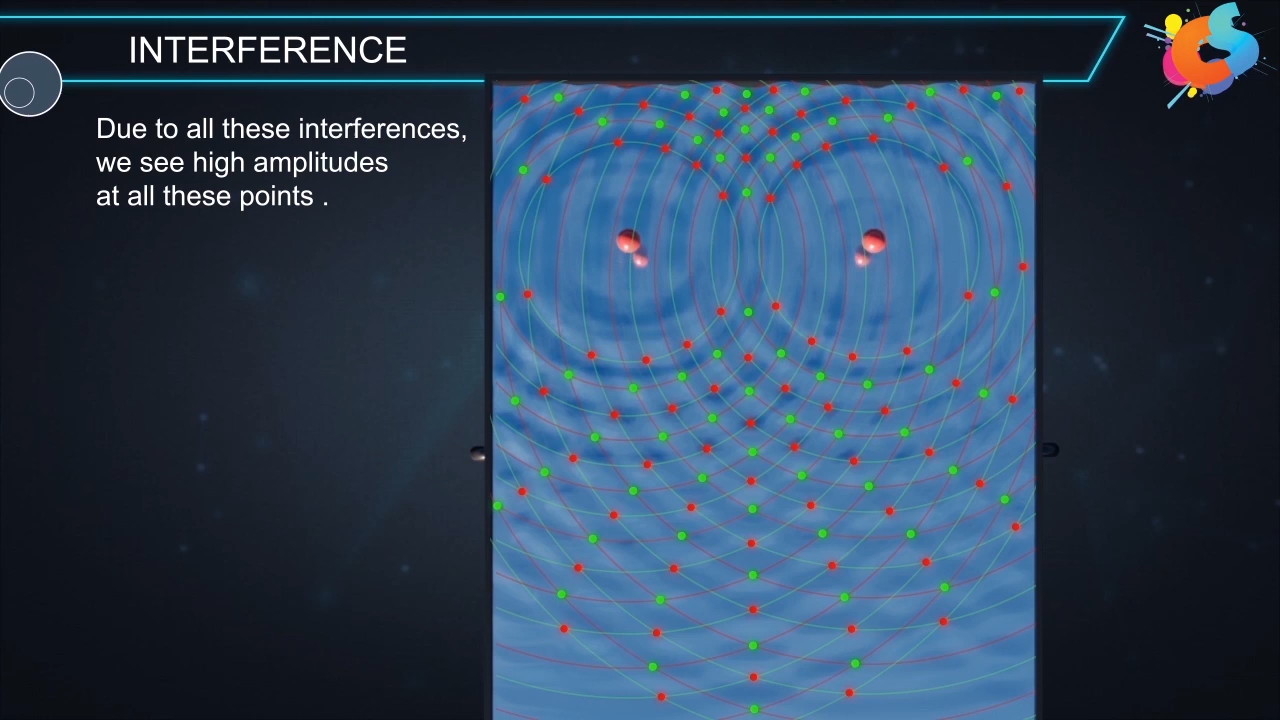 INTERFERENCE
Due to all these interferences,
we see high amplitudes
at all these points .